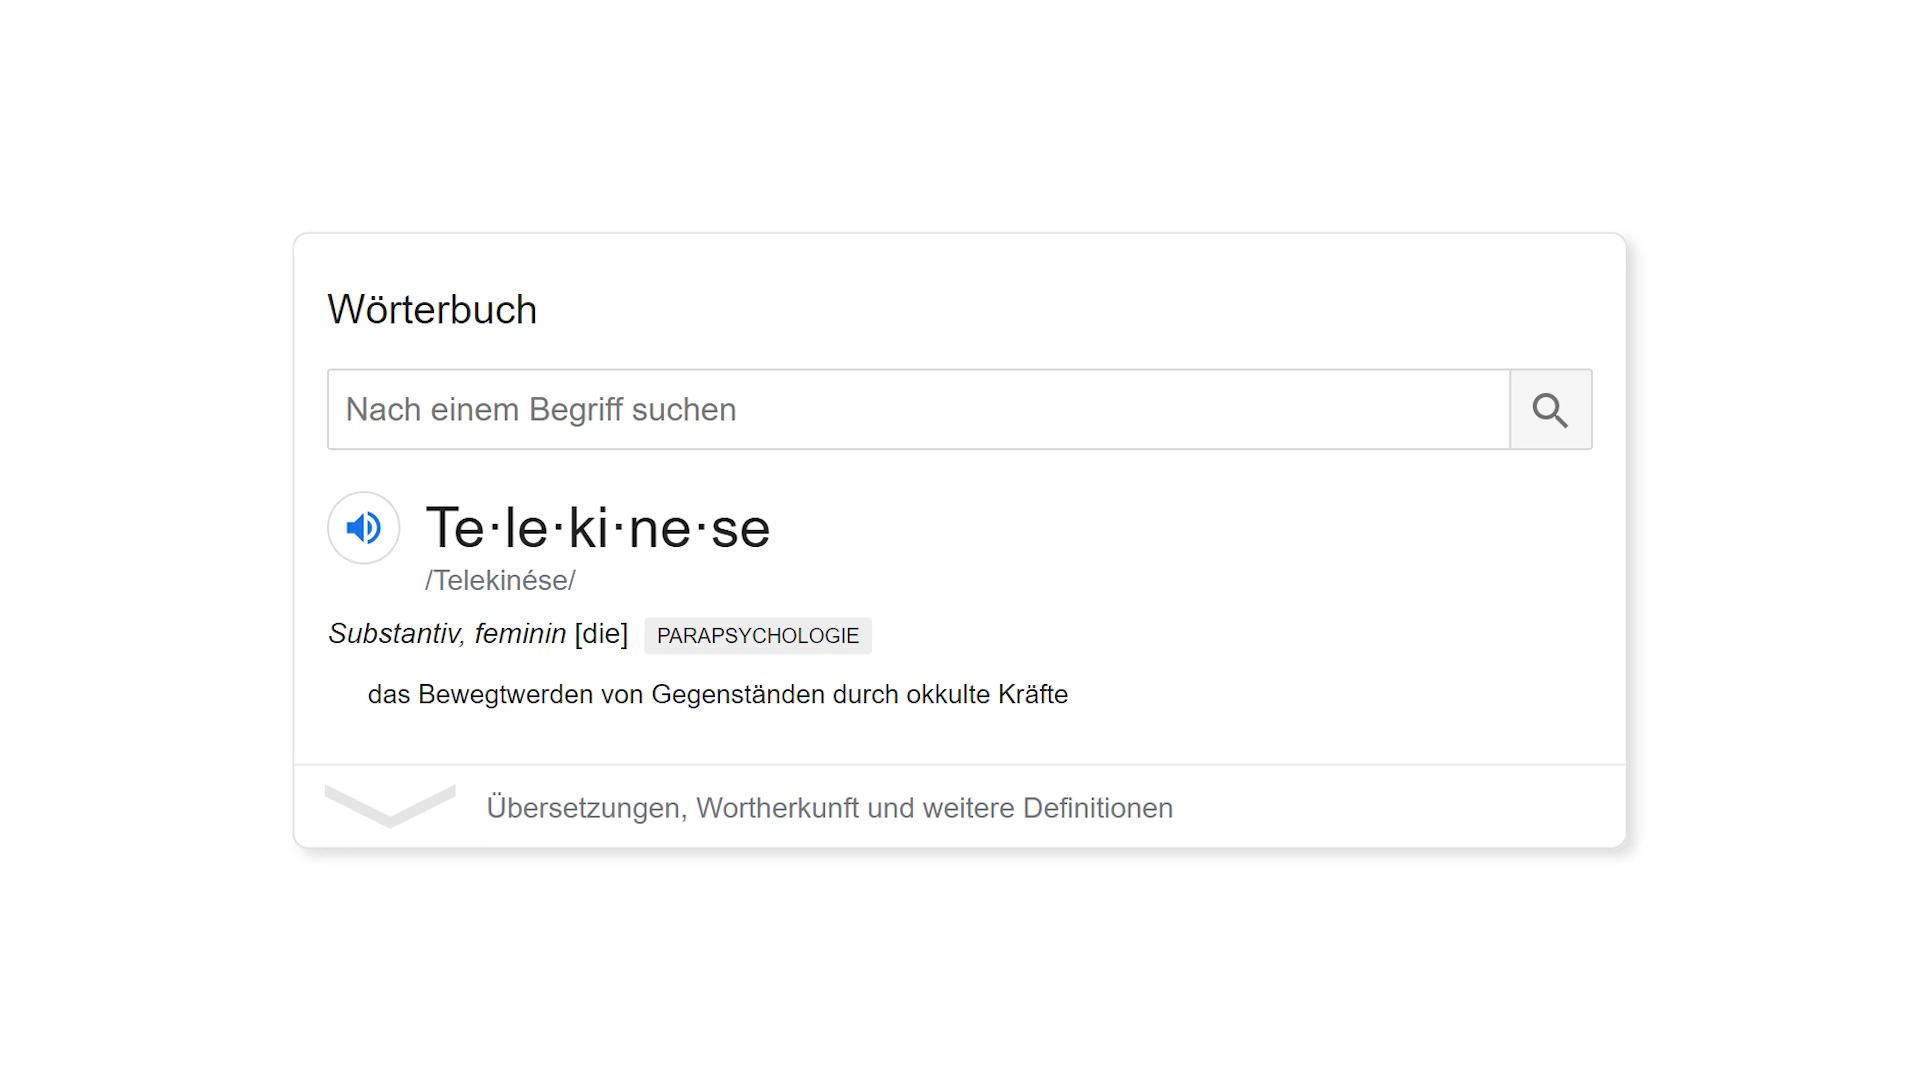 Wörterbuch
Nach einem Begriff suchen
Te·le·ki·ne·se
/Telekinése/
Substantiv, feminin [die] PARAPSYCHOLOGIE
das Bewegtwerden von Gegenständen durch okkulte Kräfte
Übersetzungen, Wortherkunft und weitere Definitionen